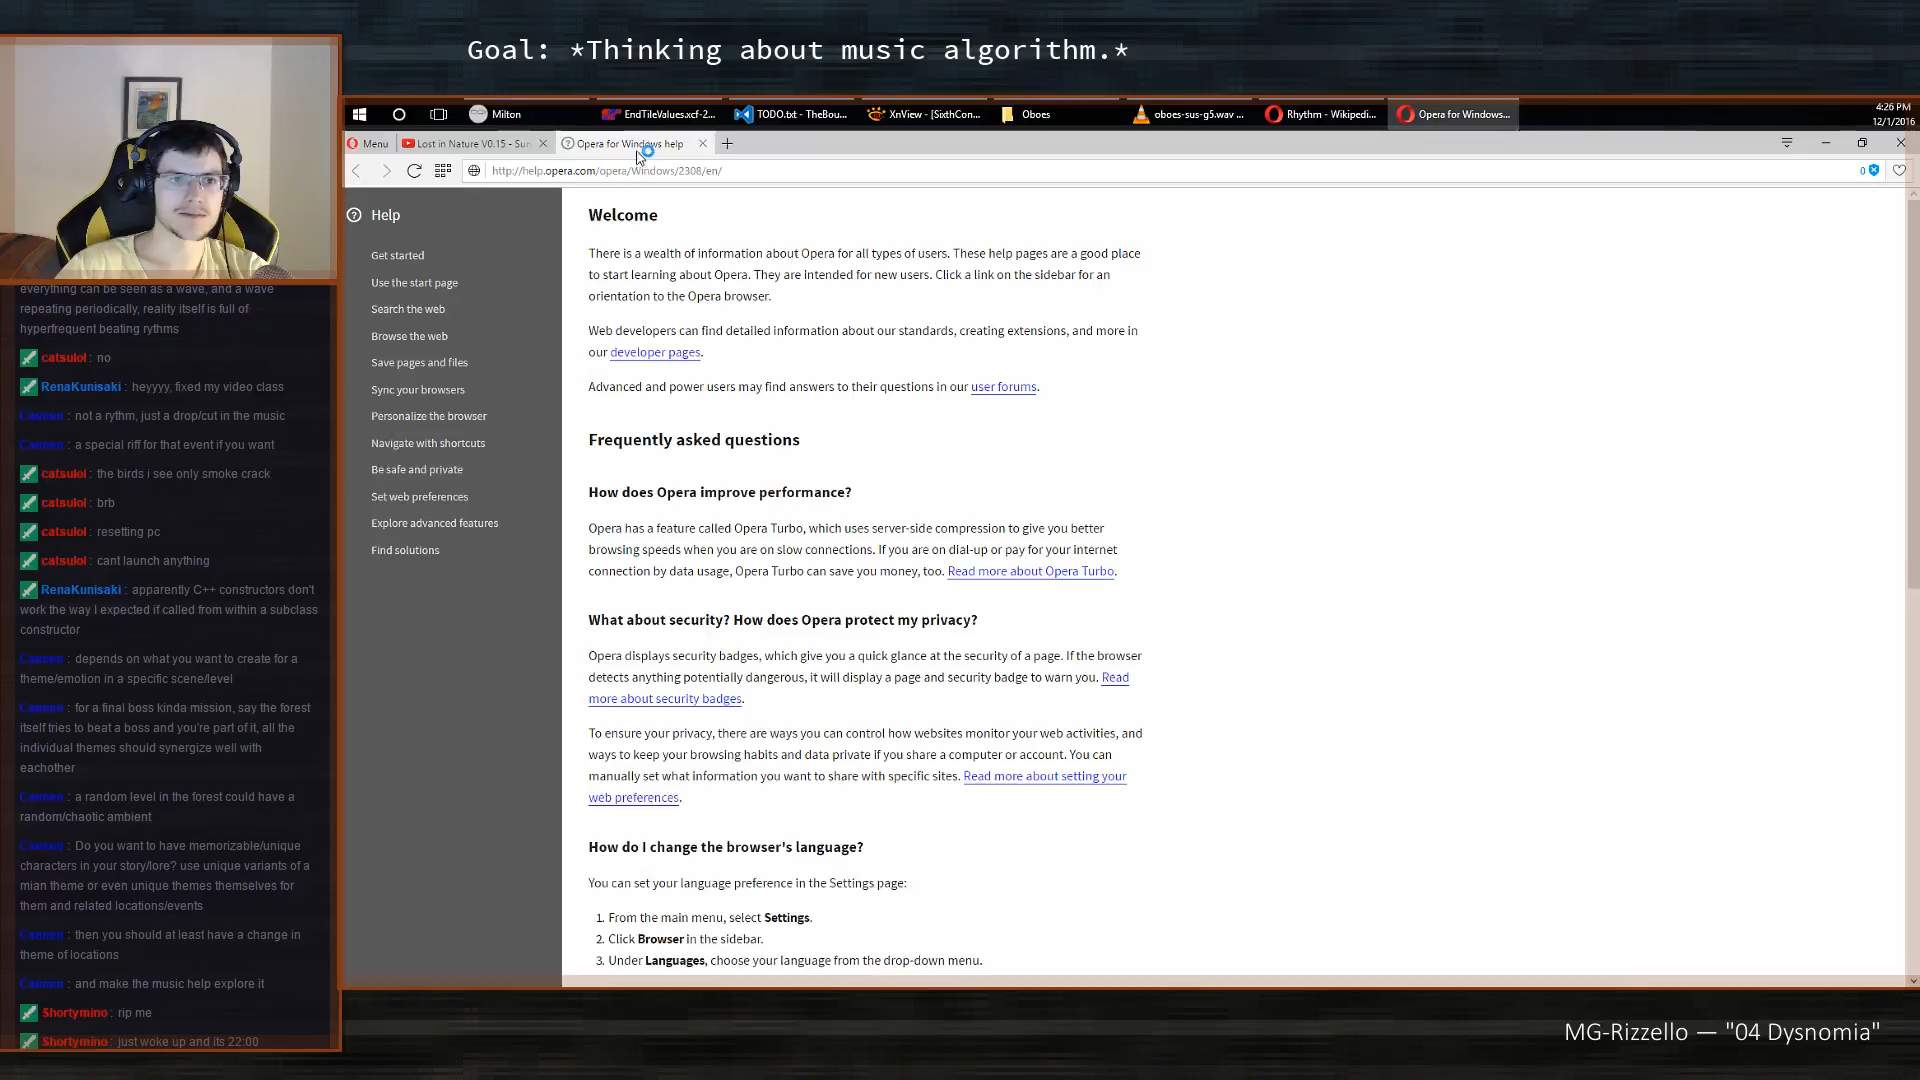 Goal: *Thinking about music algorithm.*
Milton
EndTileValues.xcf-2...
TODO.txt - TheBou...
XnView - [SixthCon...
Oboes
oboes-sus-g5.wav ...
Rhythm - Wikipedi...
Opera for Windows...
4:26 PM
12/1/2016
Menu
Lost in Nature V0.15 - Sur
Opera for Windows help
http://help.opera.com/opera/Windows/2308/en/
0
Help
Get started
Use the start page
Search the web
Browse the web
Save pages and files
Sync your browsers
Personalize the browser
Navigate with shortcuts
Be safe and private
Set web preferences
Explore advanced features
Find solutions
Welcome
There is a wealth of information about Opera for all types of users. These help pages are a good place
to start learning about Opera. They are intended for new users. Click a link on the sidebar for an
orientation to the Opera browser.
Web developers can find detailed information about our standards, creating extensions, and more in
our developer pages.
Advanced and power users may find answers to their questions in our user forums.
Frequently asked questions
How does Opera improve performance?
Opera has a feature called Opera Turbo, which uses server-side compression to give you better
browsing speeds when you are on slow connections. If you are on dial-up or pay for your internet
connection by data usage, Opera Turbo can save you money, too. Read more about Opera Turbo.
What about security? How does Opera protect my privacy?
Opera displays security badges, which give you a quick glance at the security of a page. If the browser
detects anything potentially dangerous, it will display a page and security badge to warn you. Read
more about security badges.
To ensure your privacy, there are ways you can control how websites monitor your web activities, and
ways to keep your browsing habits and data private if you share a computer or account. You can
manually set what information you want to share with specific sites. Read more about setting your
web preferences.
How do I change the browser's language?
You can set your language preference in the Settings page:
1. From the main menu, select Settings.
2. Click Browser in the sidebar.
3. Under Languages, choose your language from the drop-down menu.
everything can be seen as a wave, and a wave
repeating periodically, reality itself is full of
hyperfrequent beating rythms
catsulol: no
RenaKunisaki: heyyyy, fixed my video class
: not a rythm, just a drop/cut in the music
: a special riff for that event if you want
catsulol: the birds i see only smoke crack
catsulol: brb
catsulol: resetting pc
catsulol: cant launch anything
RenaKunisaki: apparently C++ constructors don't
work the way I expected if called from within a subclass
constructor
: depends on what you want to create for a
theme/emotion in a specific scene/level
: for a final boss kinda mission, say the forest
itself tries to beat a boss and you're part of it, all the
individual themes should synergize well with
eachother
: a random level in the forest could have a
random/chaotic ambient
: Do you want to have memorizable/unique
characters in your story/lore? use unique variants of a
mian theme or even unique themes themselves for
them and related locations/events
: then you should at least have a change in
theme of locations
: and make the music help explore it
Shortymino: rip me
Shortymino: just woke up and its 22:00
MG-Rizzello — "04 Dysnomia"